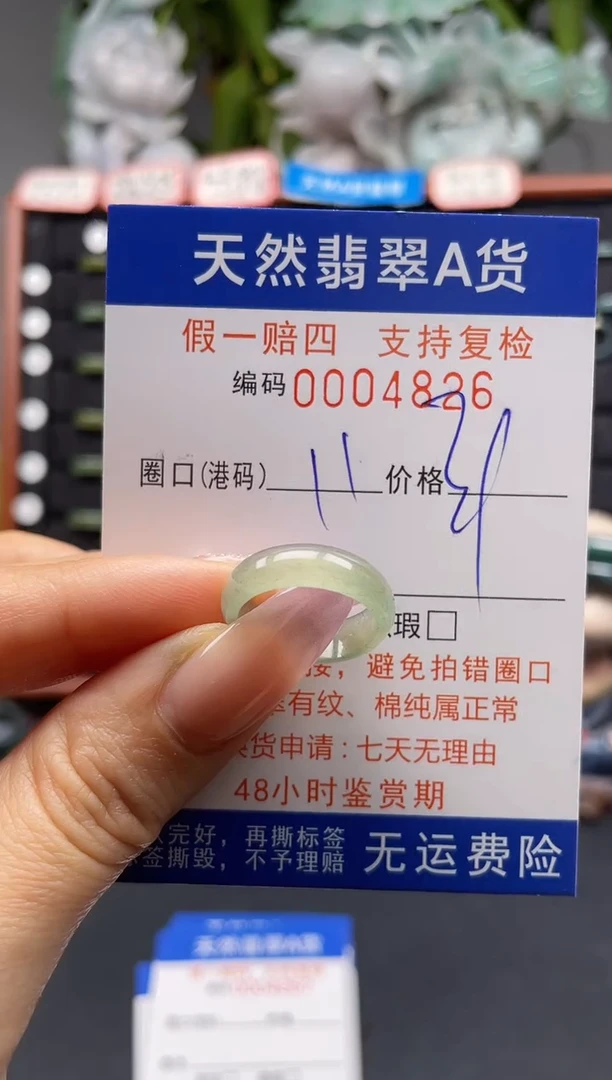 天然翡翠A货
假一赔四 支持复检
编码0004826
圈口(港码) 11 价格
瑕□
避免拍错圈口
有纹、棉纯属正常
货申请：七天无理由
48小时鉴赏期
完好，再撕标签
签撕毁，不予理赔
无运费险